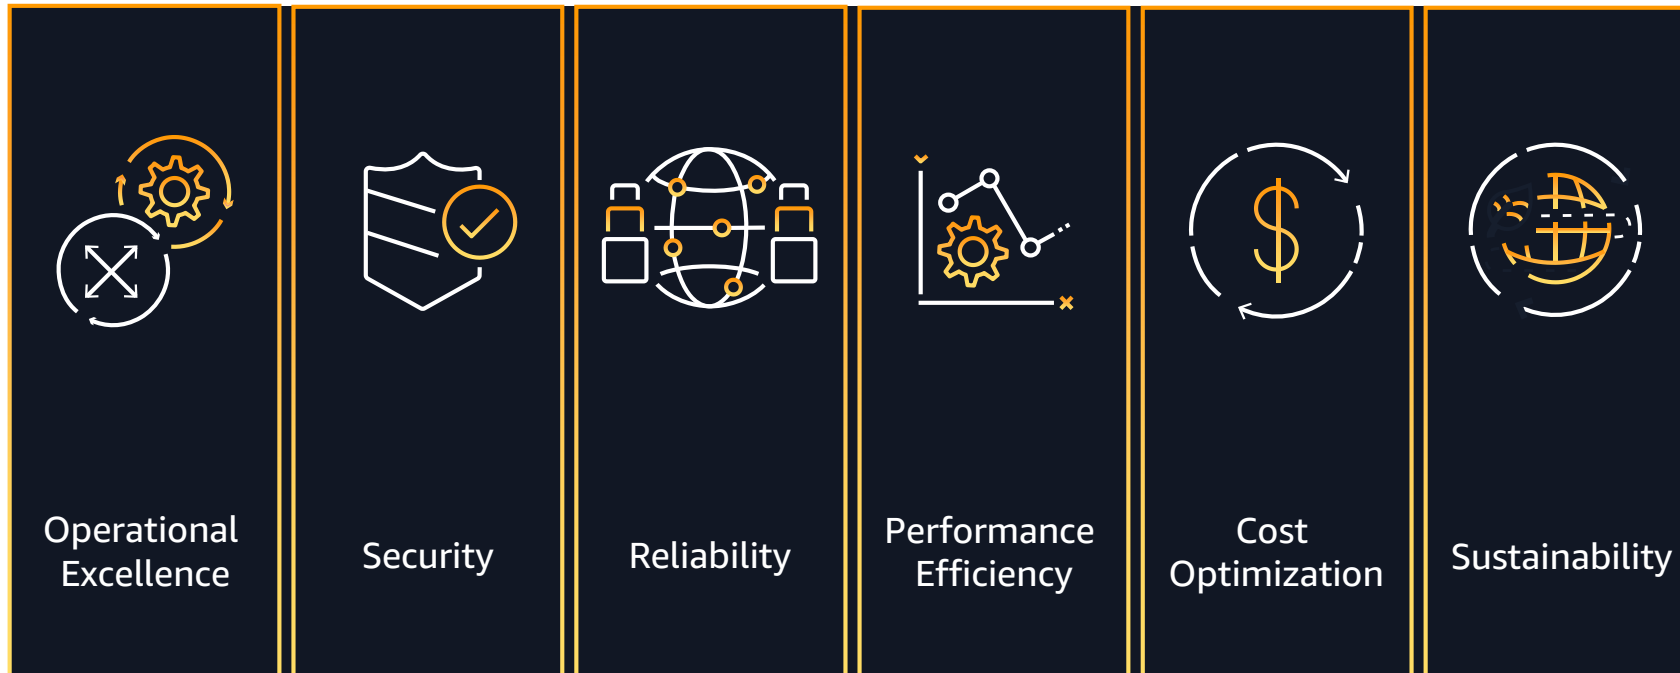 Operational
Excellence
Security
Reliability
Performance
Efficiency
Cost
Optimization
Sustainability